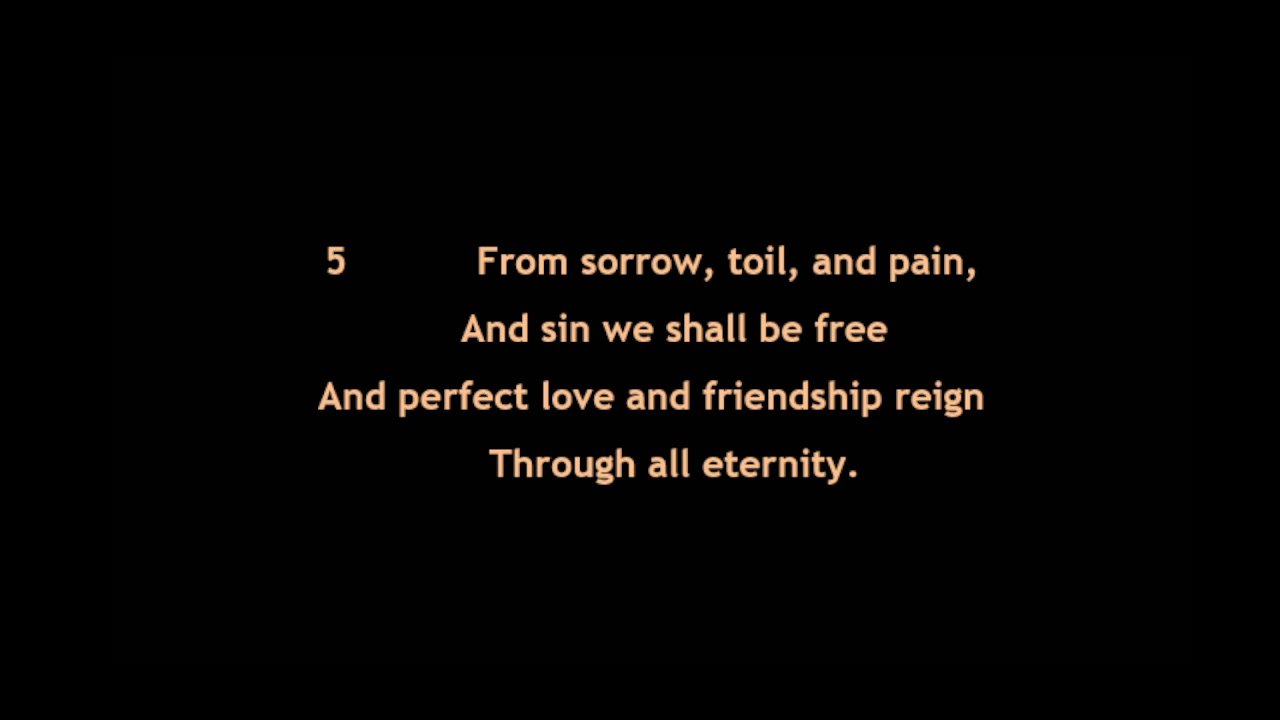 5 From sorrow, toil, and pain,
And sin we shall be free
And perfect love and friendship reign
Through all eternity.